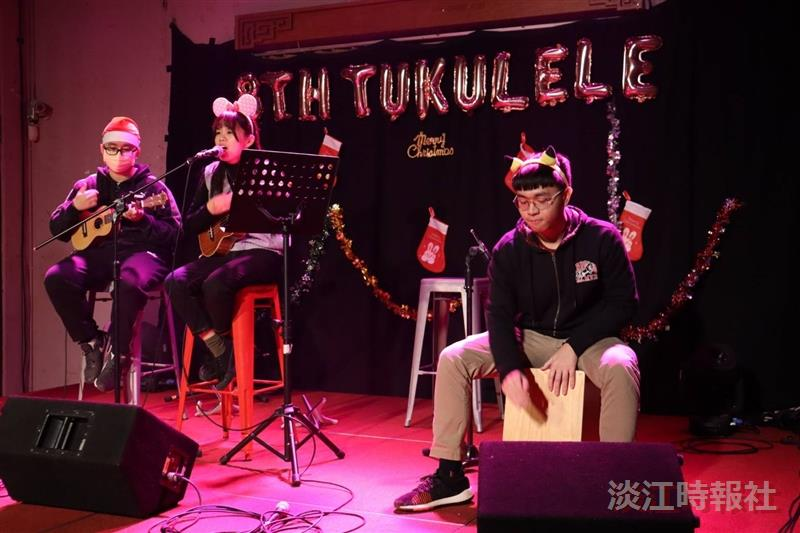 8TH TUKULELE
Merry
Christmas
淡江時報社